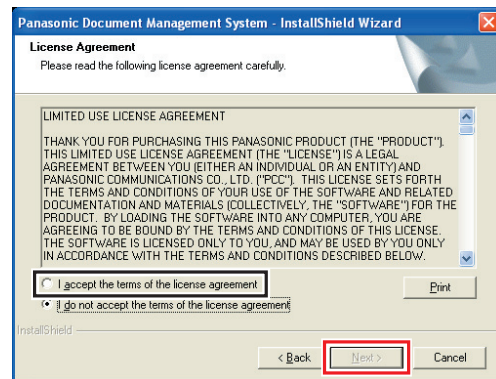 Panasonic Document Management System - InstallShield Wizard
License Agreement
Please read the following license agreement carefully.
LIMITED USE LICENSE AGREEMENT
THANK YOU FOR PURCHASING THIS PANASONIC PRODUCT (THE "PRODUCT").
THIS LIMITED USE LICENSE AGREEMENT (THE "LICENSE") IS A LEGAL
AGREEMENT BETWEEN YOU (EITHER AN INDIVIDUAL OR AN ENTITY) AND
PANASONIC COMMUNICATIONS CO., LTD. ("PCC"). THIS LICENSE SETS FORTH
THE TERMS AND CONDITIONS OF YOUR USE OF THE SOFTWARE AND RELATED
DOCUMENTATION AND MATERIALS (COLLECTIVELY, THE "SOFTWARE") FOR THE
PRODUCT. BY LOADING THE SOFTWARE INTO ANY COMPUTER, YOU ARE
AGREEING TO BE BOUND BY THE TERMS AND CONDITIONS OF THIS LICENSE.
THE SOFTWARE IS LICENSED ONLY TO YOU, AND MAY BE USED BY YOU ONLY
IN ACCORDANCE WITH THE TERMS AND CONDITIONS DESCRIBED BELOW.
I accept the terms of the license agreement
Print
I do not accept the terms of the license agreement
InstallShield
< Back
Next >
Cancel